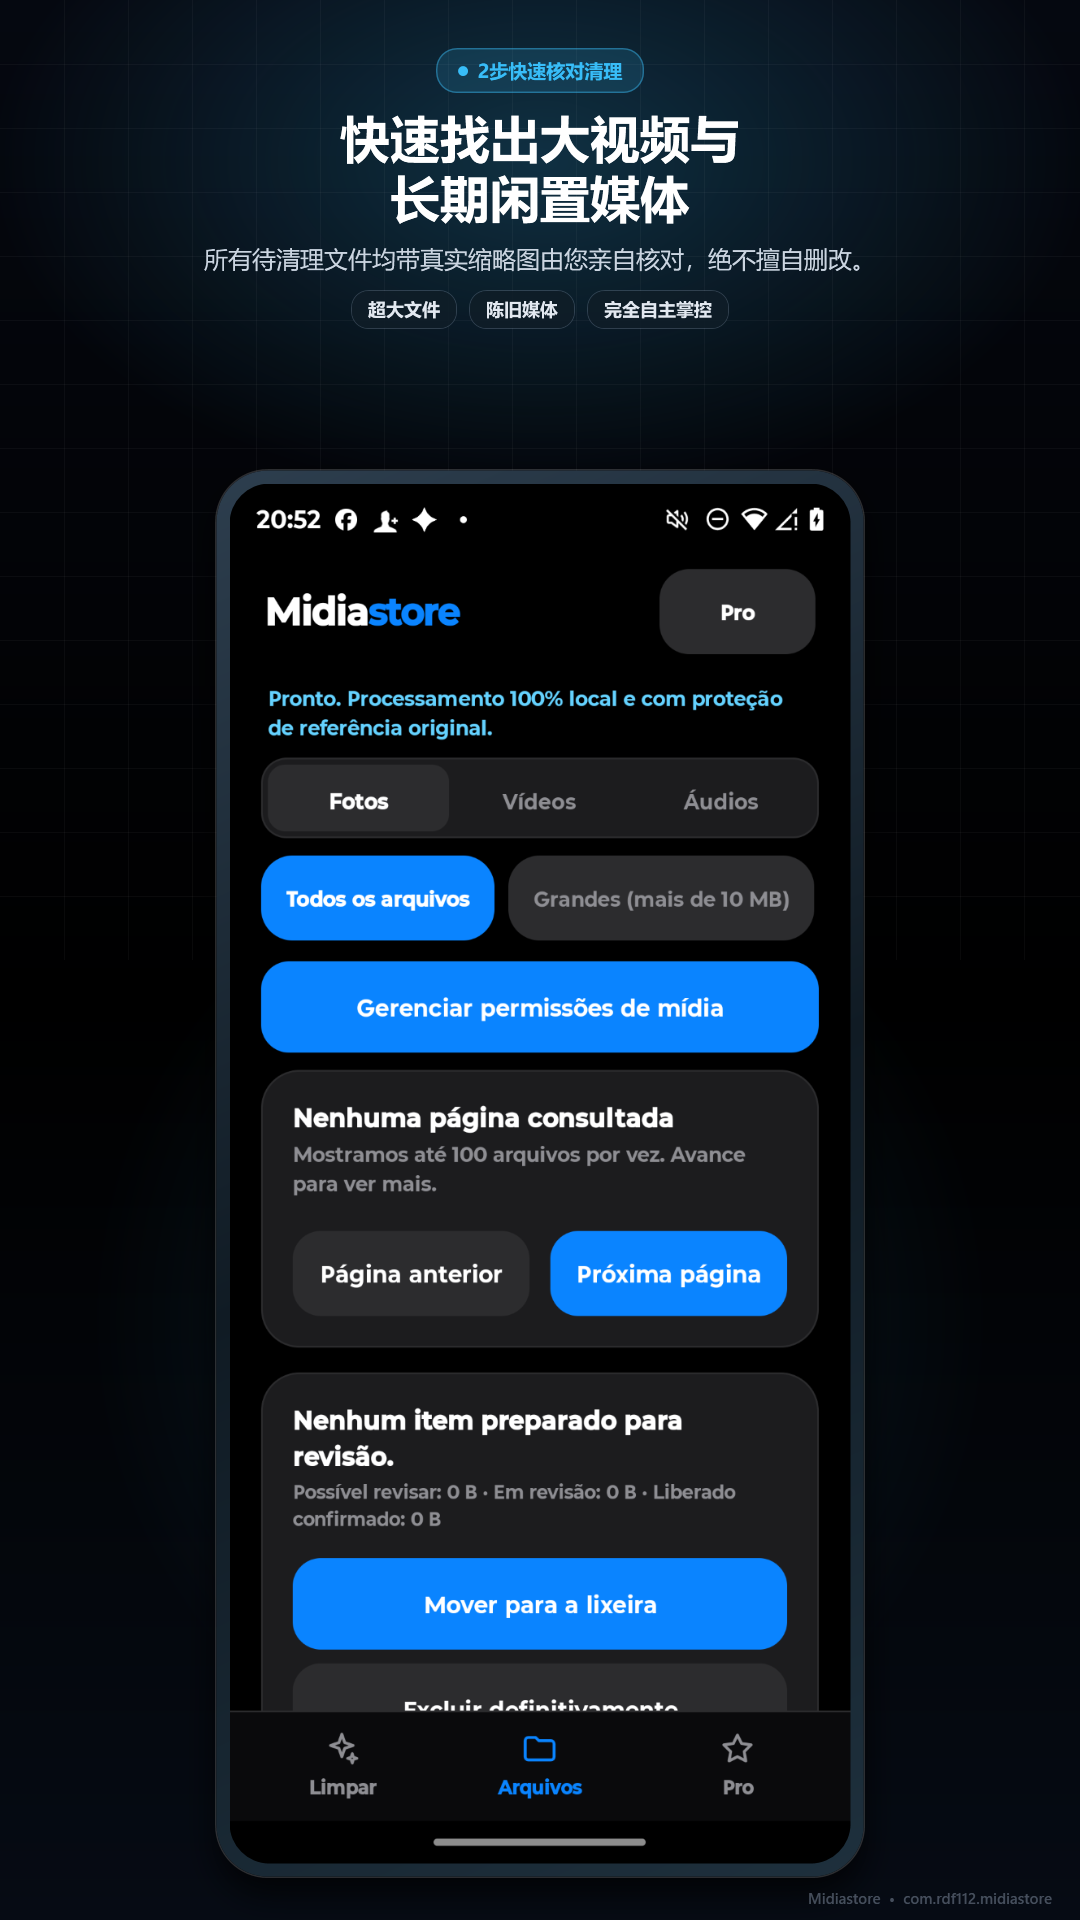 2步快速核对清理
快速找出大视频与
长期闲置媒体
所有待清理文件均带真实缩略图由您亲自核对，绝不擅自删改。
超大文件 陈旧媒体 完全自主掌控
20:52
Midiastore Pro
Pronto. Processamento 100% local e com proteção
de referência original.
Fotos Vídeos Áudios
Todos os arquivos Grandes (mais de 10 MB)
Gerenciar permissões de mídia
Nenhuma página consultada
Mostramos até 100 arquivos por vez. Avance
para ver mais.
Página anterior Próxima página
Nenhum item preparado para
revisão.
Possível revisar: 0 B · Em revisão: 0 B · Liberado
confirmado: 0 B
Mover para a lixeira
Excluir definitivamente
Limpar Arquivos Pro
Midiastore • com.rdf112.midiastore